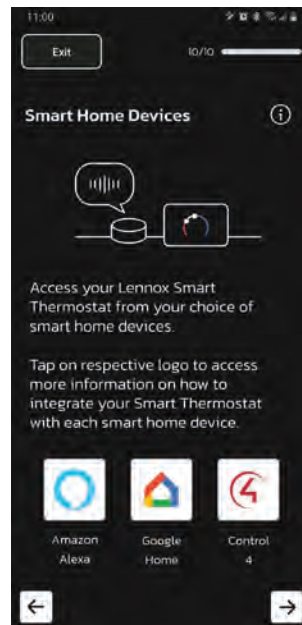 11:00
Exit
10/10
Smart Home Devices
Access your Lennox Smart
Thermostat from your choice of
smart home devices.
Tap on respective logo to access
more information on how to
integrate your Smart Thermostat
with each smart home device.
Amazon
Alexa
Google
Home
Control
4